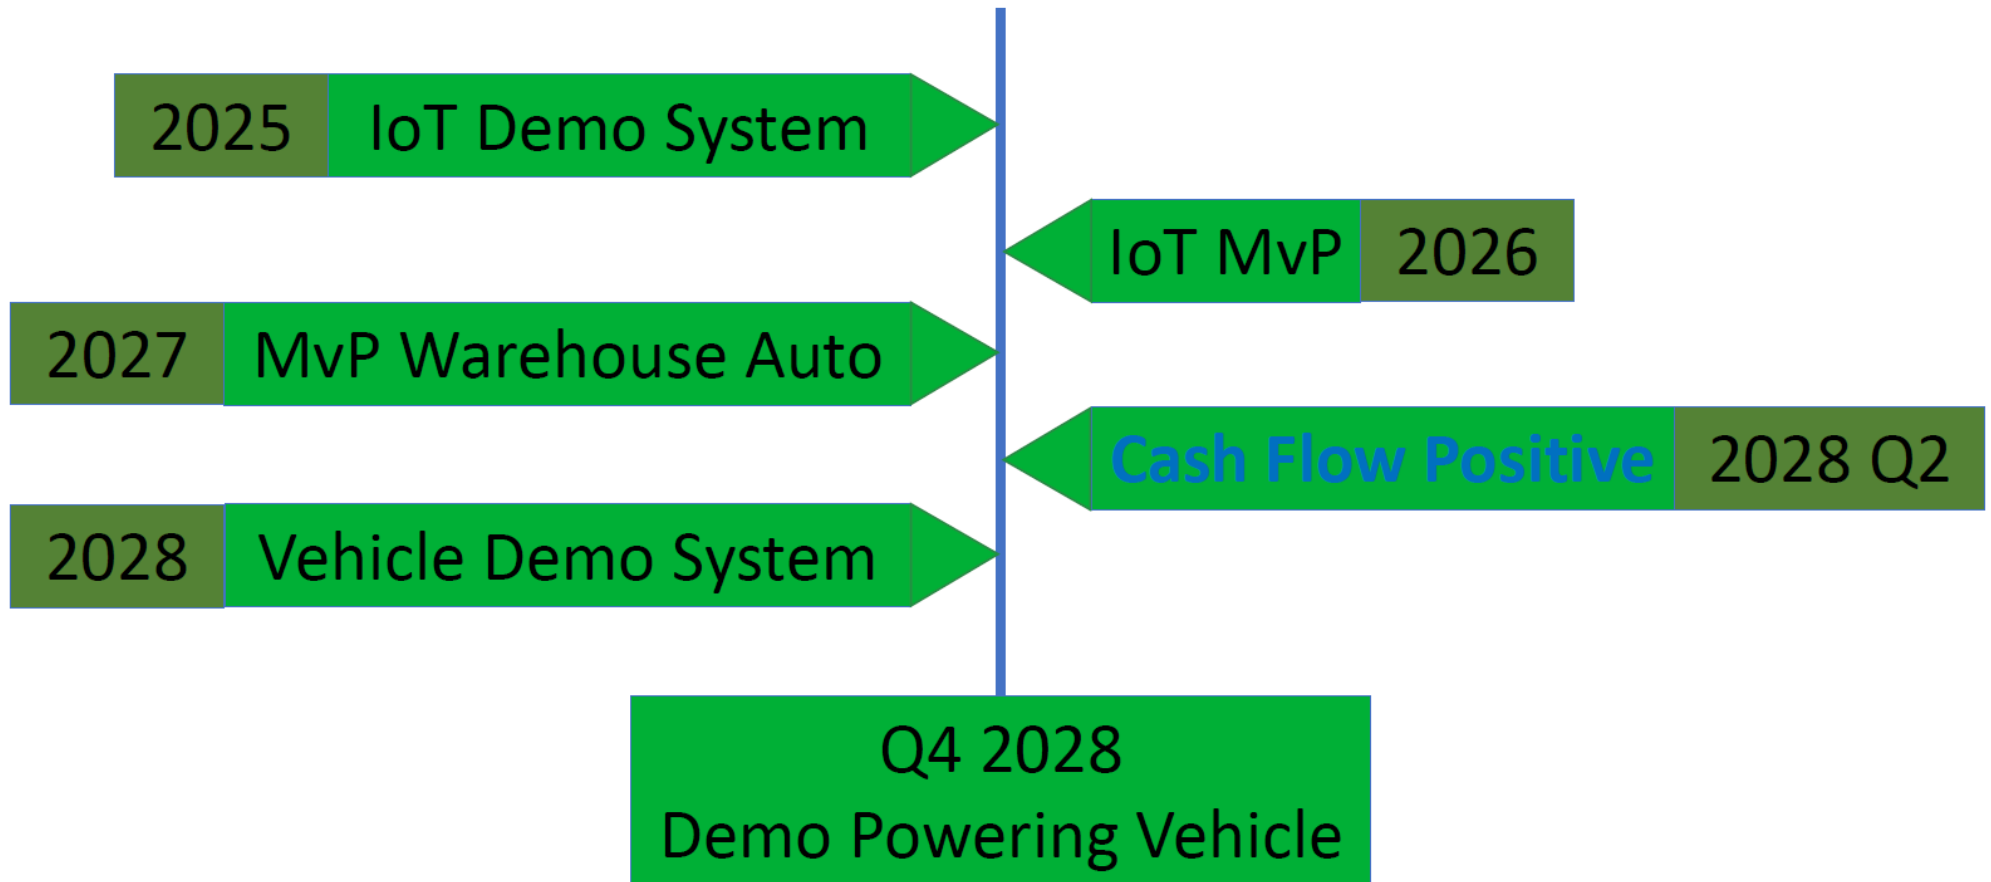 2025 IoT Demo System
IoT MvP 2026
2027 MvP Warehouse Auto
Cash Flow Positive 2028 Q2
2028 Vehicle Demo System
Q4 2028
Demo Powering Vehicle